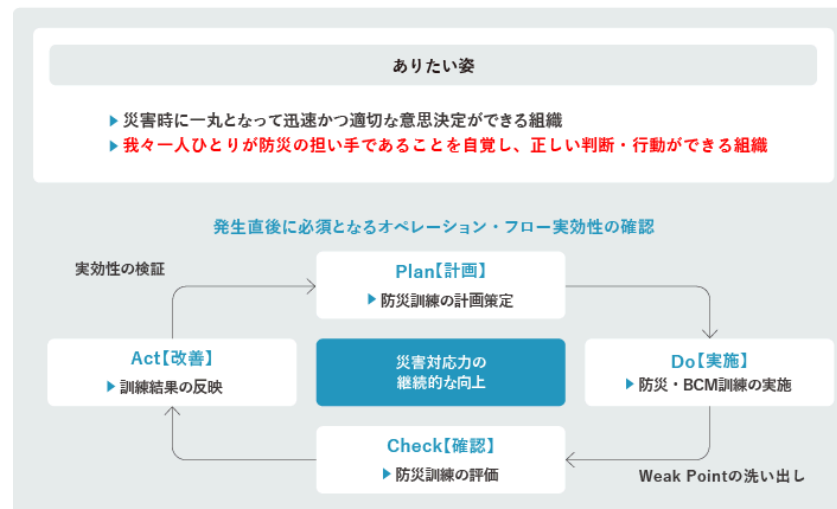 ありたい姿
▶ 災害時に一丸となって迅速かつ適切な意思決定ができる組織
▶ 我々一人ひとりが防災の担い手であることを自覚し、正しい判断・行動ができる組織
発生直後に必須となるオペレーション・フロー実効性の確認
実効性の検証
Plan【計画】
▶ 防災訓練の計画策定
Act【改善】
▶ 訓練結果の反映
災害対応力の
継続的な向上
Do【実施】
▶ 防災・BCM訓練の実施
Check【確認】
▶ 防災訓練の評価
Weak Pointの洗い出し